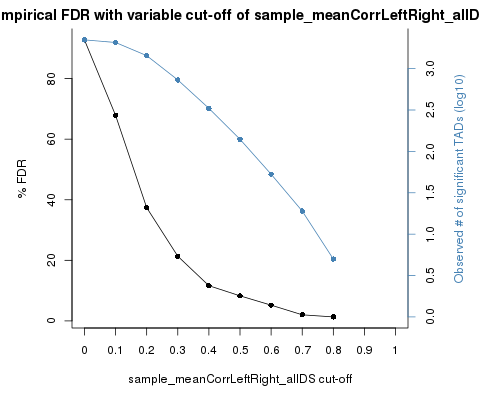 mpirical FDR with variable cut-off of sample_meanCorrLeftRight_allD
% FDR
80
60
40
20
0
3.0
2.5
2.0
1.5
1.0
0.5
0.0
Observed # of significant TADs (log10)
0 0.1 0.2 0.3 0.4 0.5 0.6 0.7 0.8 0.9 1
sample_meanCorrLeftRight_allDS cut-off